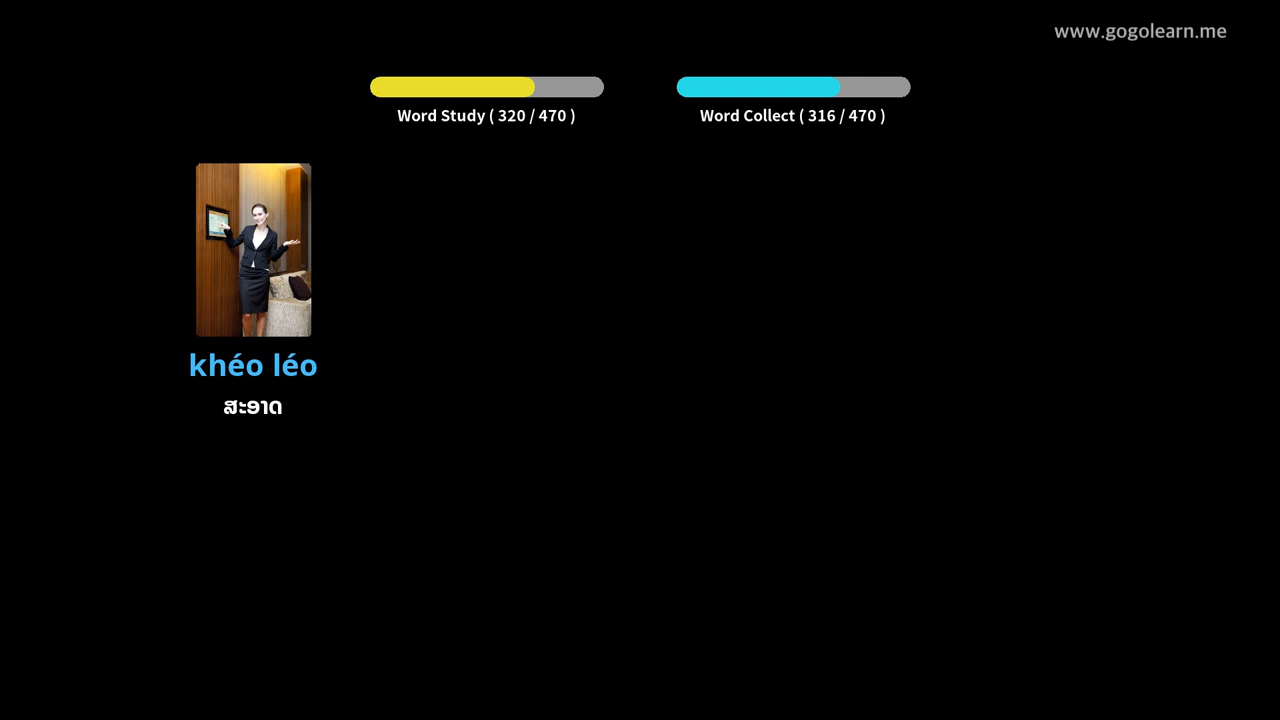 www.gogolearn.me
Word Study ( 320 / 470 )
Word Collect ( 316 / 470 )
khéo léo
ສະອາດ